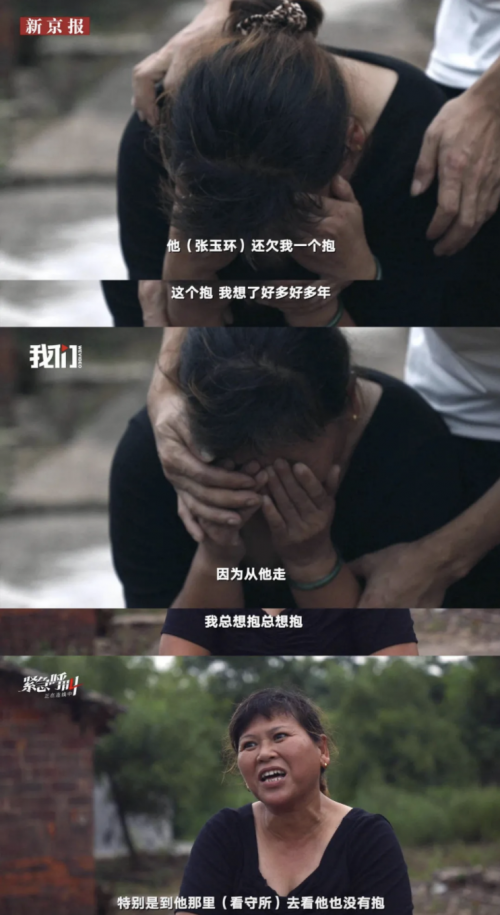 新京报
他（张玉环）还欠我一个抱
这个抱 我想了好多好多年
我们
因为从他走
我总想抱总想抱
紧急呼叫
特别是到他那里（看守所）去看他也没有抱